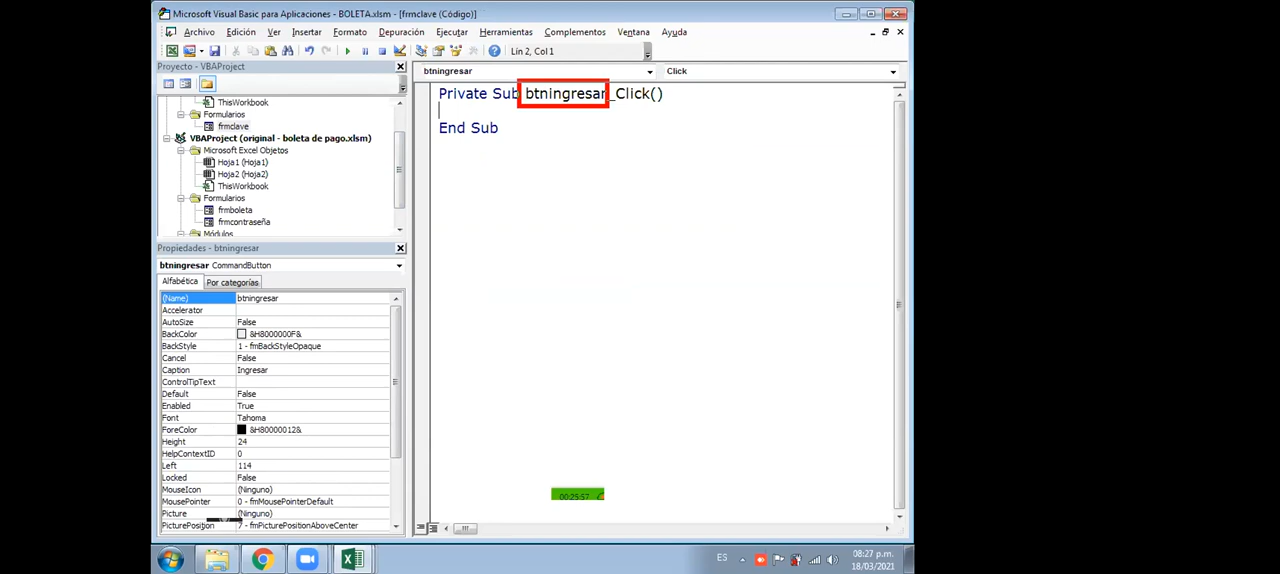 Microsoft Visual Basic para Aplicaciones - BOLETA.xlsm - [frmclave (Código)]
Archivo Edición Ver Insertar Formato Depuración Ejecutar Herramientas Complementos Ventana Ayuda
Lín 2, Col 1
Proyecto - VBAProject
ThisWorkbook
Formularios
frmclave
VBAProject (original - boleta de pago.xlsm)
Microsoft Excel Objetos
Hoja1 (Hoja1)
Hoja2 (Hoja2)
ThisWorkbook
Formularios
frmboleta
frmcontraseña
Módulos
Propiedades - btningresar
btningresar CommandButton
Alfabética Por categorías
(Name) btningresar
Accelerator
AutoSize False
BackColor &H8000000F&
BackStyle 1 - fmBackStyleOpaque
Cancel False
Caption Ingresar
ControlTipText
Default False
Enabled True
Font Tahoma
ForeColor &H80000012&
Height 24
HelpContextID 0
Left 114
Locked False
MouseIcon (Ninguno)
MousePointer 0 - fmMousePointerDefault
Picture (Ninguno)
PicturePosition 7 - fmPicturePositionAboveCenter
btningresar Click
Private Sub btningresar_Click()
End Sub
00:25:57
ES
08:27 p.m.
18/03/2021